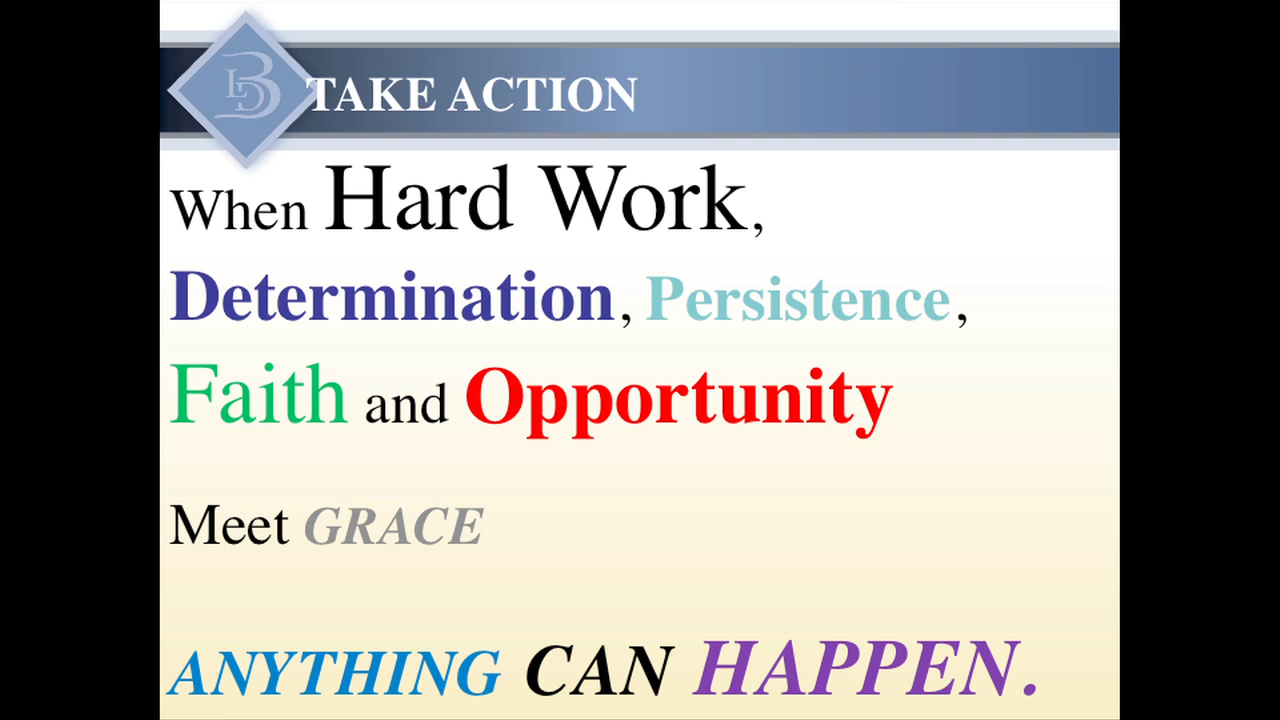 TAKE ACTION
When Hard Work,
Determination, Persistence,
Faith and Opportunity
Meet GRACE
ANYTHING CAN HAPPEN.